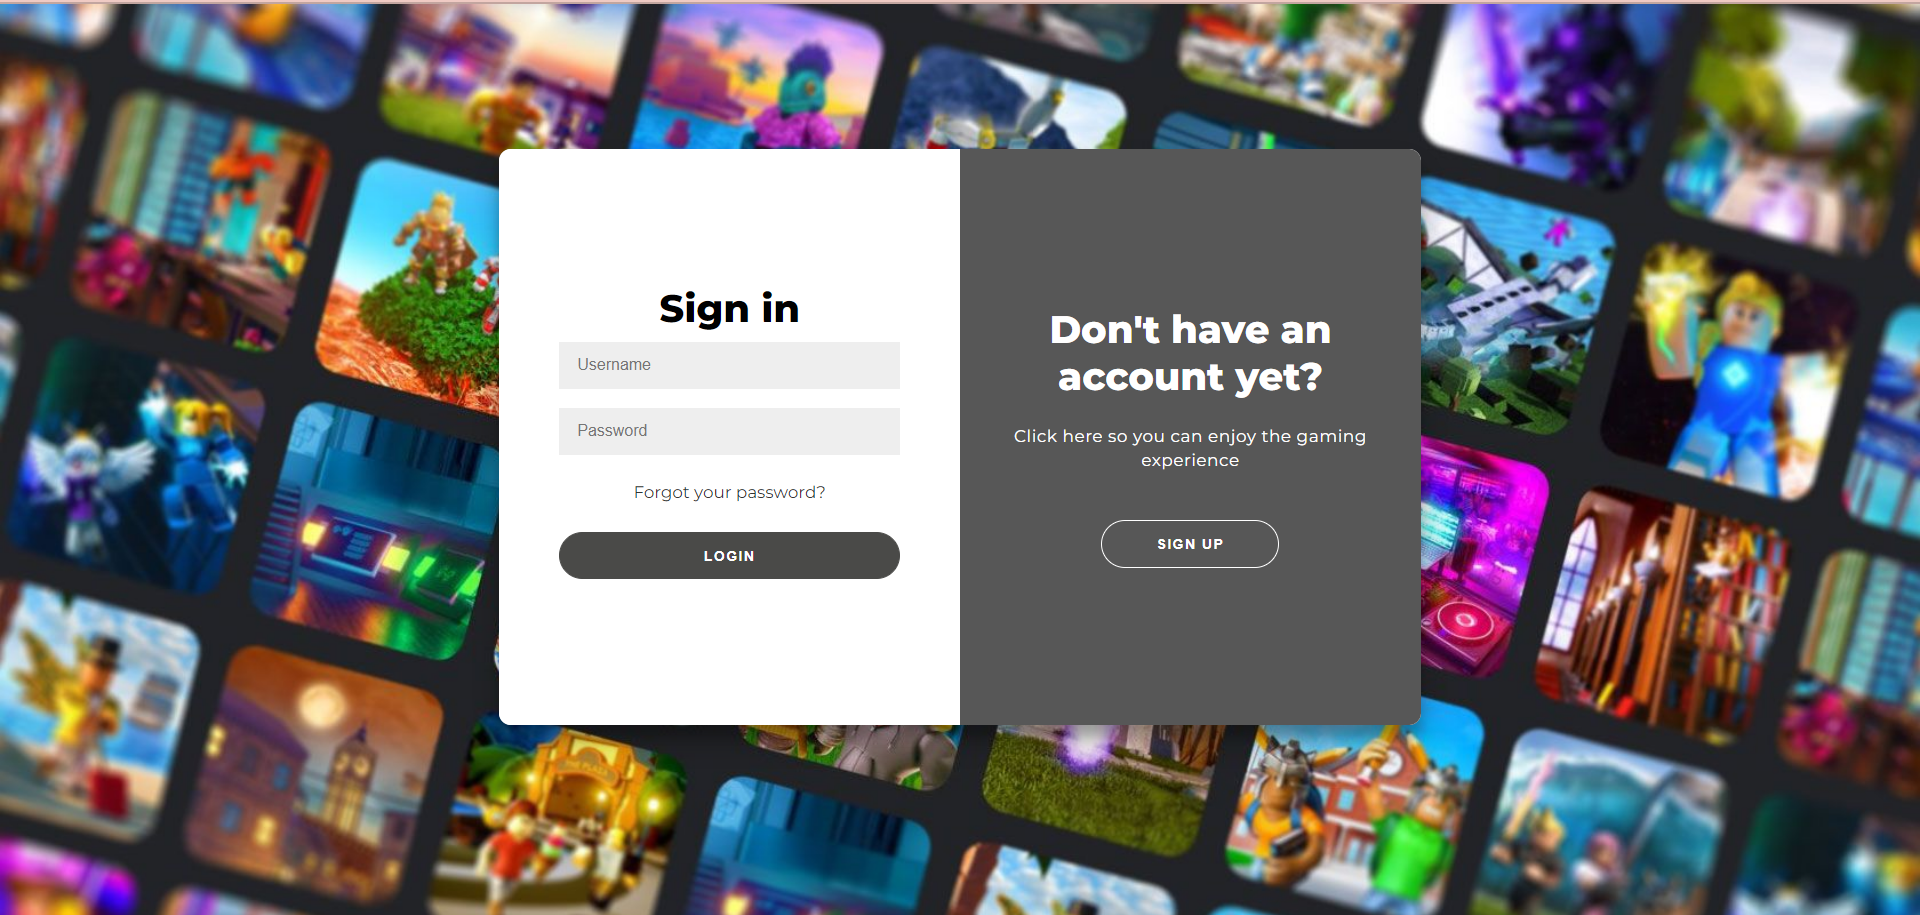 Sign in
Username
Password
Forgot your password?
LOGIN
Don't have an
account yet?
Click here so you can enjoy the gaming
experience
SIGN UP